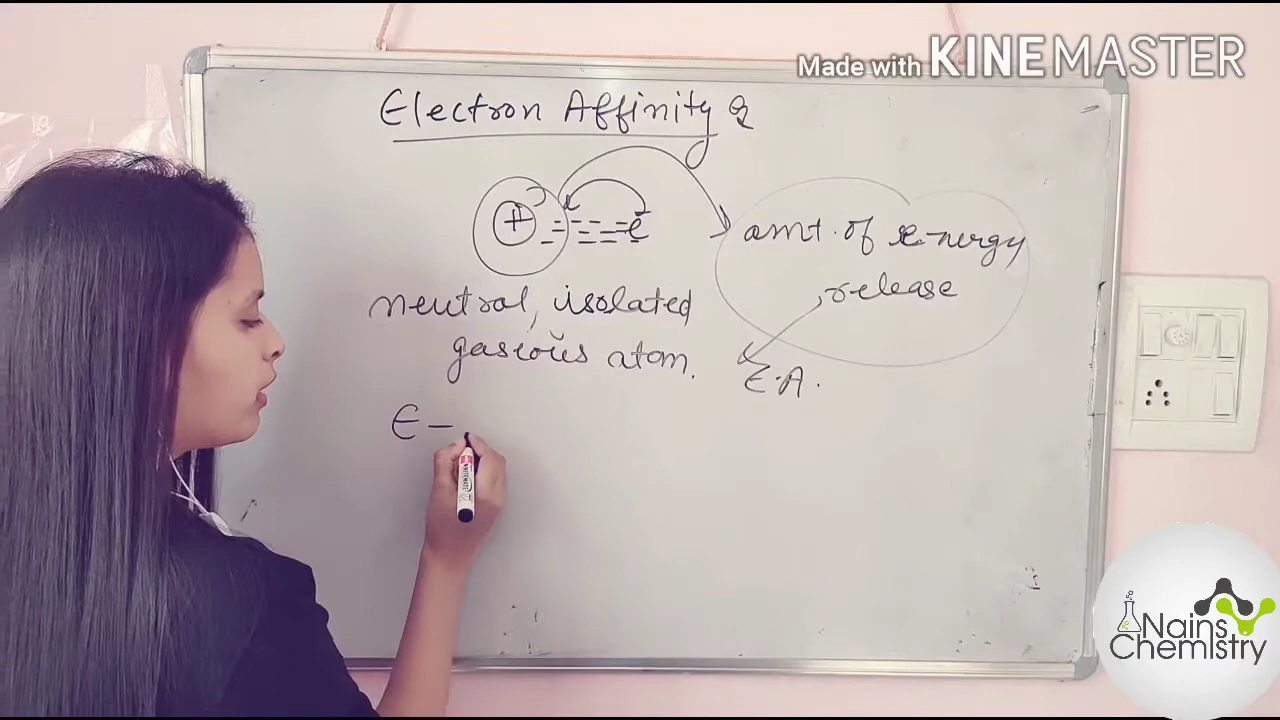 Made with KINEMASTER
Electron Affinity
+
e
amt. of energy
release
neutral, isolated
gaseous atom.
E.A.
E -
Nains
Chemistry